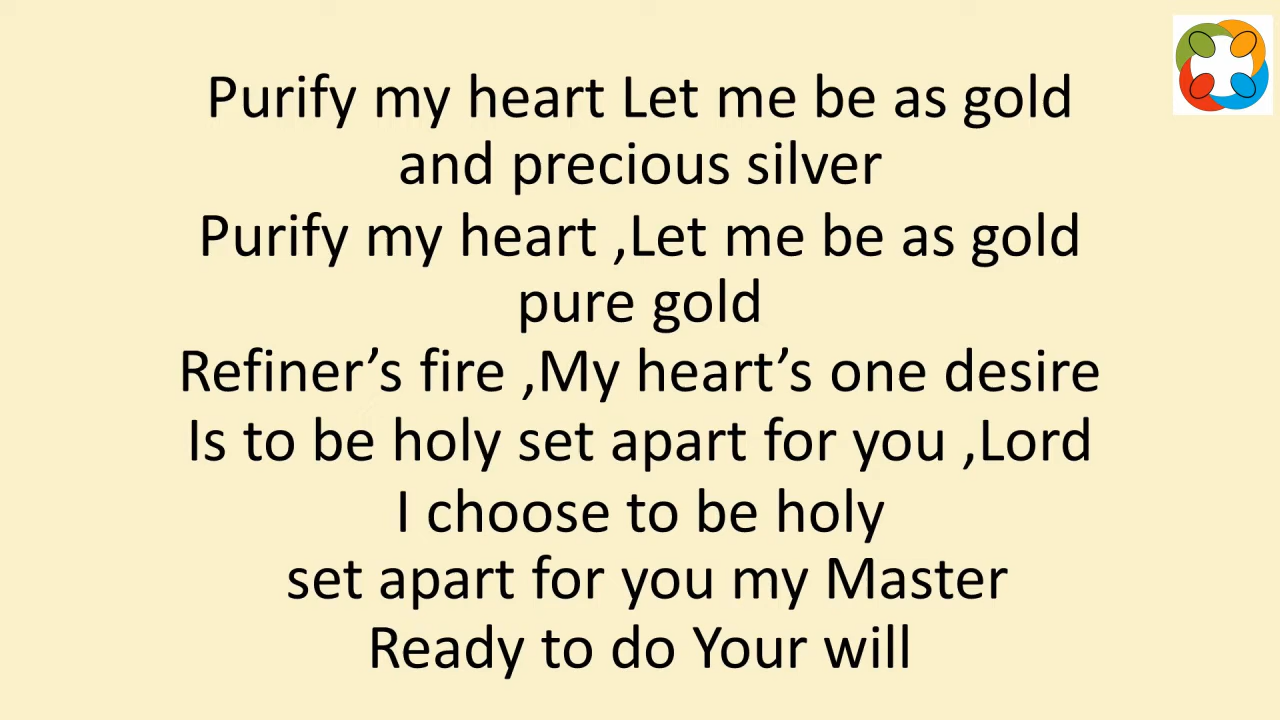 Purify my heart Let me be as gold
and precious silver
Purify my heart ,Let me be as gold
pure gold
Refiner’s fire ,My heart’s one desire
Is to be holy set apart for you ,Lord
I choose to be holy
set apart for you my Master
Ready to do Your will